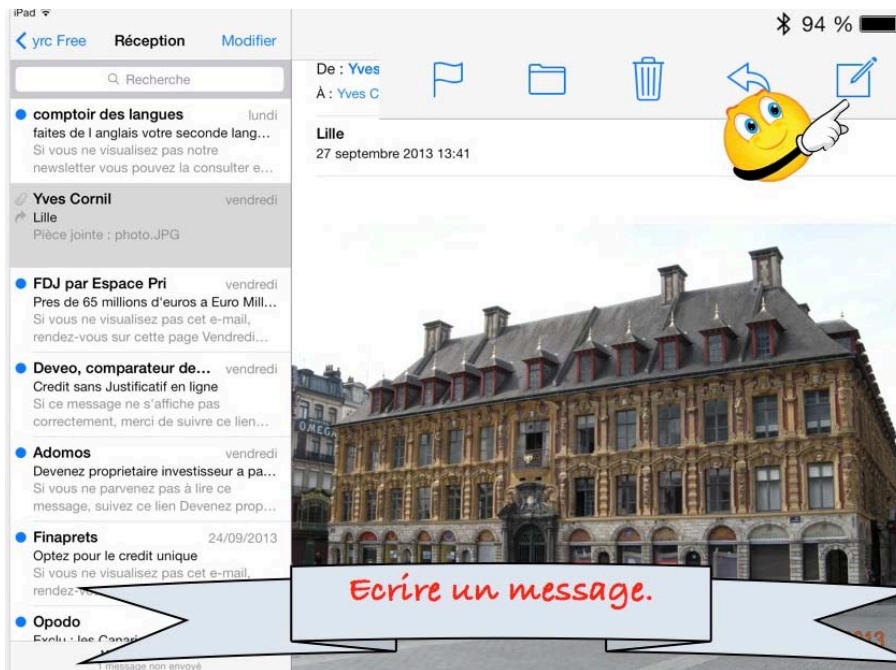 iPad
94 %
yrc Free
Réception
Modifier
Recherche
comptoir des langues
lundi
faites de l anglais votre seconde lang...
Si vous ne visualisez pas notre
newsletter vous pouvez la consulter e...
Yves Cornil
vendredi
Lille
Pièce jointe : photo.JPG
FDJ par Espace Pri
vendredi
Pres de 65 millions d'euros a Euro Mill...
Si vous ne visualisez pas cet e-mail,
rendez-vous sur cette page Vendredi...
Deveo, comparateur de...
vendredi
Credit sans Justificatif en ligne
Si ce message ne s'affiche pas
correctement, merci de suivre ce lien...
Adomos
vendredi
Devenez proprietaire investisseur a pa...
Si vous ne parvenez pas à lire ce
message, suivez ce lien Devenez prop...
Finaprets
24/09/2013
Optez pour le credit unique
Si vous ne visualisez pas cet e-mail,
Opodo
Exclu : les
1 message non envoyé
De : Yves
À : Yves C
Lille
27 septembre 2013 13:41
OMEGA
Ecrire un message.